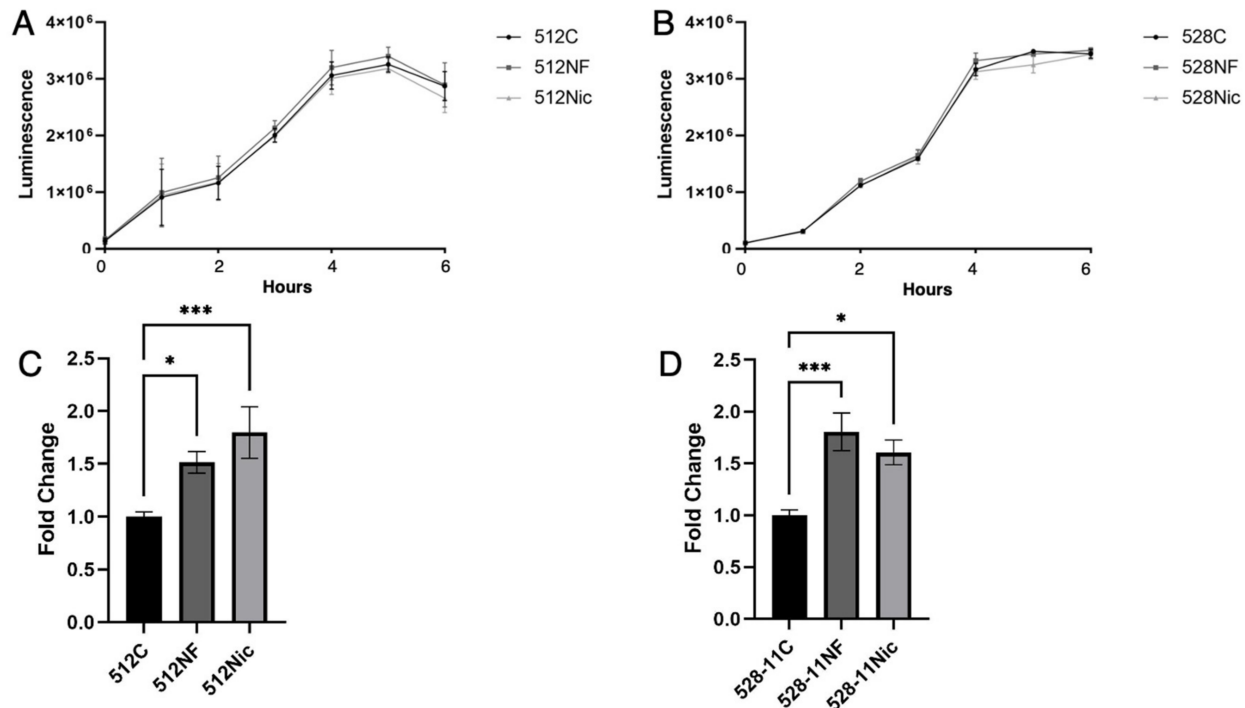 A
Luminescence
4×10⁶
3×10⁶
2×10⁶
1×10⁶
0
0 2 4 6
Hours
512C
512NF
512Nic
B
Luminescence
4×10⁶
3×10⁶
2×10⁶
1×10⁶
0
0 2 4 6
Hours
528C
528NF
528Nic
C
Fold Change
2.5
2.0
1.5
1.0
0.5
0.0
***
*
512C
512NF
512Nic
D
Fold Change
2.5
2.0
1.5
1.0
0.5
0.0
*
***
528-11C
528-11NF
528-11Nic